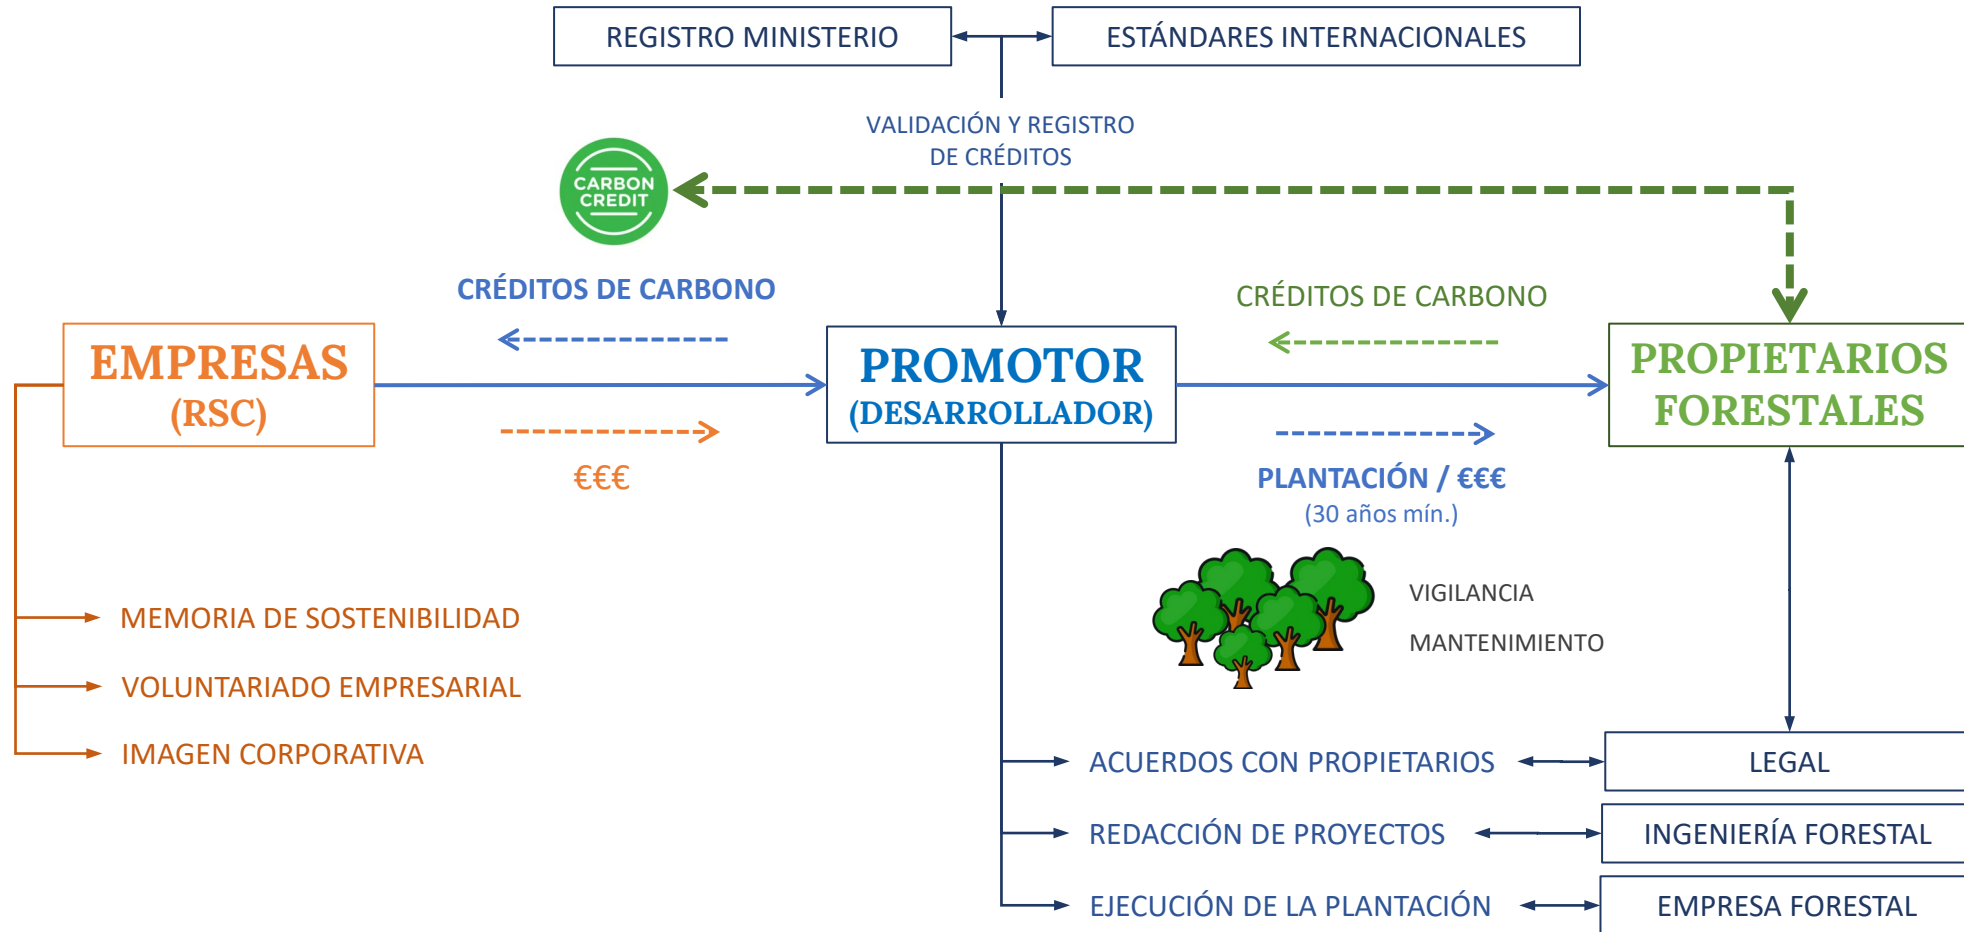 REGISTRO MINISTERIO
ESTÁNDARES INTERNACIONALES
VALIDACIÓN Y REGISTRO
DE CRÉDITOS
CARBON
CREDIT
CRÉDITOS DE CARBONO
CRÉDITOS DE CARBONO
EMPRESAS
(RSC)
PROMOTOR
(DESARROLLADOR)
PROPIETARIOS
FORESTALES
€€€
PLANTACIÓN / €€€
(30 años mín.)
VIGILANCIA
MANTENIMIENTO
MEMORIA DE SOSTENIBILIDAD
VOLUNTARIADO EMPRESARIAL
IMAGEN CORPORATIVA
ACUERDOS CON PROPIETARIOS
LEGAL
REDACCIÓN DE PROYECTOS
INGENIERÍA FORESTAL
EJECUCIÓN DE LA PLANTACIÓN
EMPRESA FORESTAL